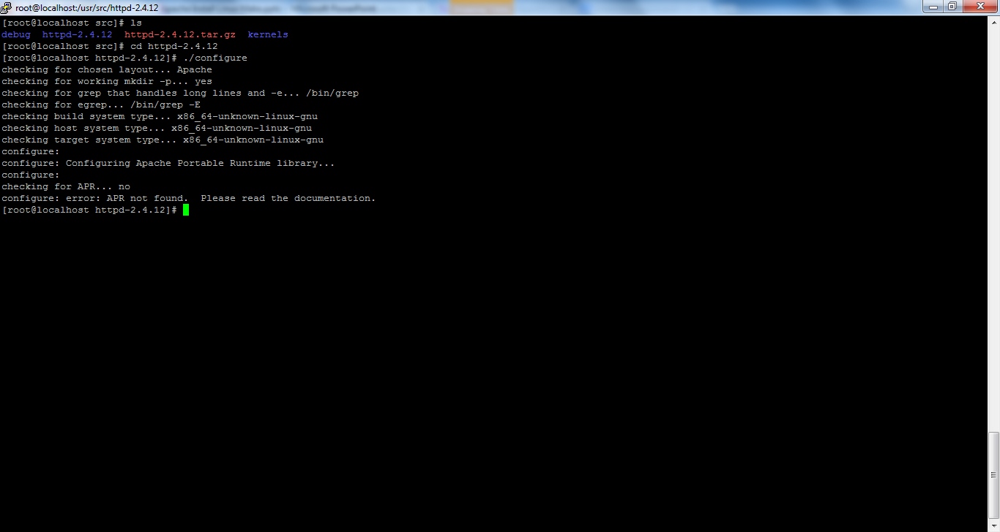 root@localhost:/usr/src/httpd-2.4.12
[root@localhost src]# ls
debug  httpd-2.4.12  httpd-2.4.12.tar.gz  kernels
[root@localhost src]# cd httpd-2.4.12
[root@localhost httpd-2.4.12]# ./configure
checking for chosen layout... Apache
checking for working mkdir -p... yes
checking for grep that handles long lines and -e... /bin/grep
checking for egrep... /bin/grep -E
checking build system type... x86_64-unknown-linux-gnu
checking host system type... x86_64-unknown-linux-gnu
checking target system type... x86_64-unknown-linux-gnu
configure:
configure: Configuring Apache Portable Runtime library...
configure:
checking for APR... no
configure: error: APR not found.  Please read the documentation.
[root@localhost httpd-2.4.12]#